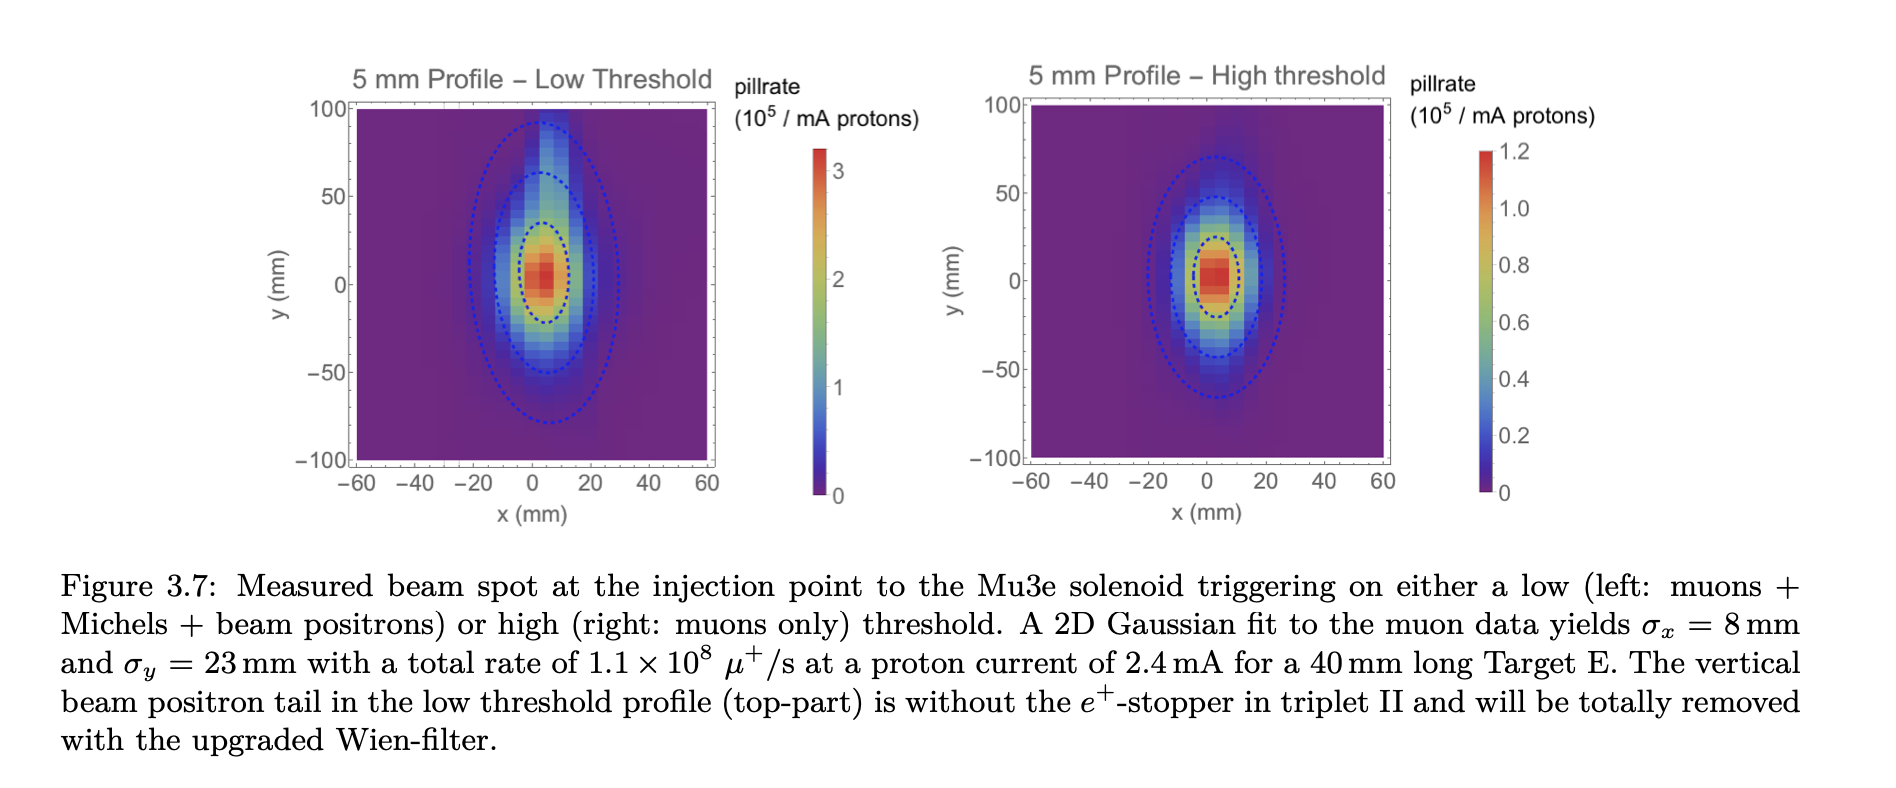 5 mm Profile – Low Threshold
pillrate
(10⁵ / mA protons)
100
50
0
−50
−100
y (mm)
−60 −40 −20 0 20 40 60
x (mm)
3
2
1
0
5 mm Profile – High threshold
pillrate
(10⁵ / mA protons)
100
50
0
−50
−100
y (mm)
−60 −40 −20 0 20 40 60
x (mm)
1.2
1.0
0.8
0.6
0.4
0.2
0
Figure 3.7: Measured beam spot at the injection point to the Mu3e solenoid triggering on either a low (left: muons +
Michels + beam positrons) or high (right: muons only) threshold. A 2D Gaussian fit to the muon data yields σₓ = 8 mm
and σ_y = 23 mm with a total rate of 1.1 × 10⁸ μ⁺/s at a proton current of 2.4 mA for a 40 mm long Target E. The vertical
beam positron tail in the low threshold profile (top-part) is without the e⁺-stopper in triplet II and will be totally removed
with the upgraded Wien-filter.